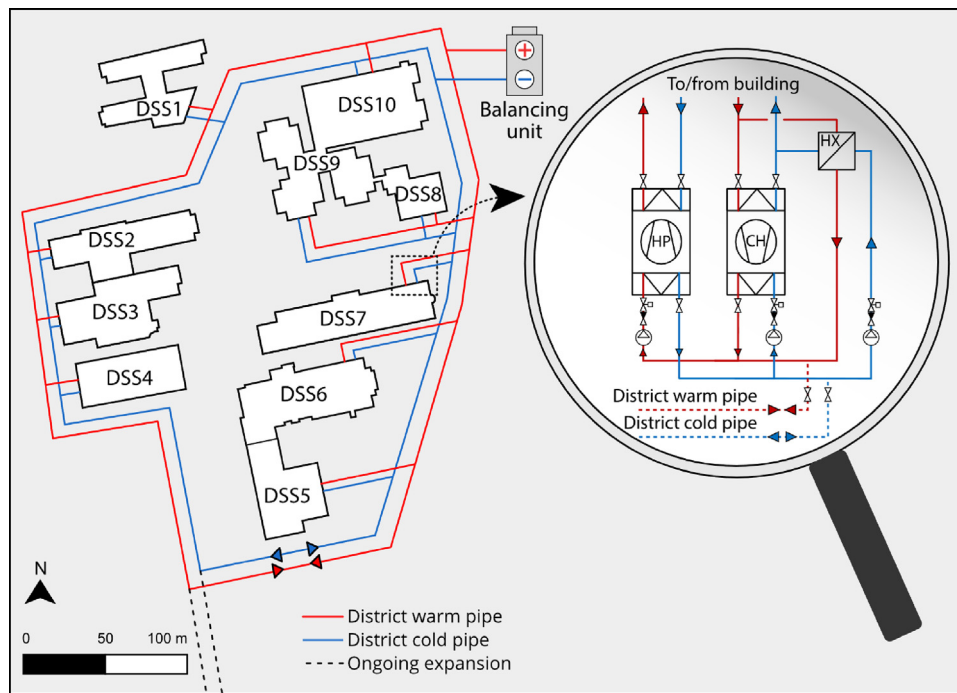 DSS1
DSS10
+
−
Balancing
unit
To/from building
HX
DSS9
DSS8
DSS2
HP
CH
DSS3
DSS7
DSS4
DSS6
District warm pipe
District cold pipe
DSS5
N
0 50 100 m
District warm pipe
District cold pipe
Ongoing expansion